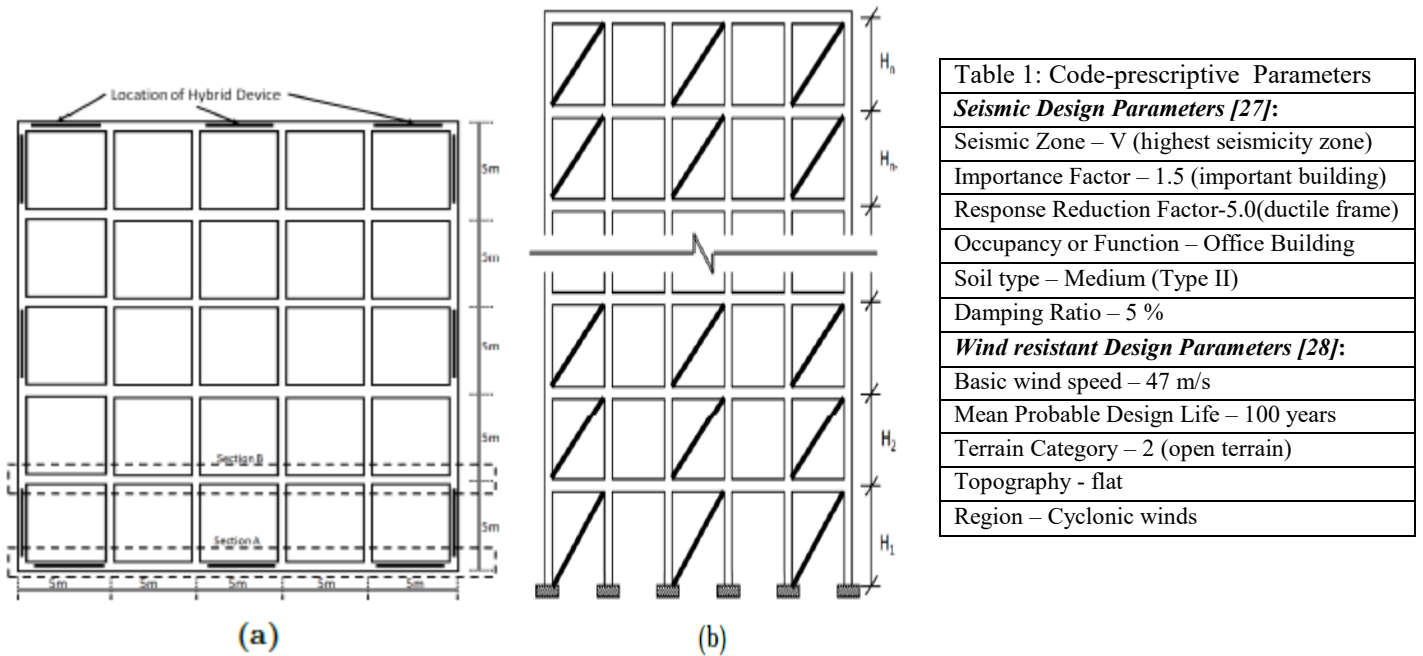 Location of Hybrid Device
5m
5m
5m
5m
Section B
5m
Section A
5m
5m
5m
5m
5m
(a)
Hn
Hn-
H2
H1
(b)
Table 1: Code-prescriptive Parameters
Seismic Design Parameters [27]:
Seismic Zone – V (highest seismicity zone)
Importance Factor – 1.5 (important building)
Response Reduction Factor-5.0(ductile frame)
Occupancy or Function – Office Building
Soil type – Medium (Type II)
Damping Ratio – 5 %
Wind resistant Design Parameters [28]:
Basic wind speed – 47 m/s
Mean Probable Design Life – 100 years
Terrain Category – 2 (open terrain)
Topography - flat
Region – Cyclonic winds